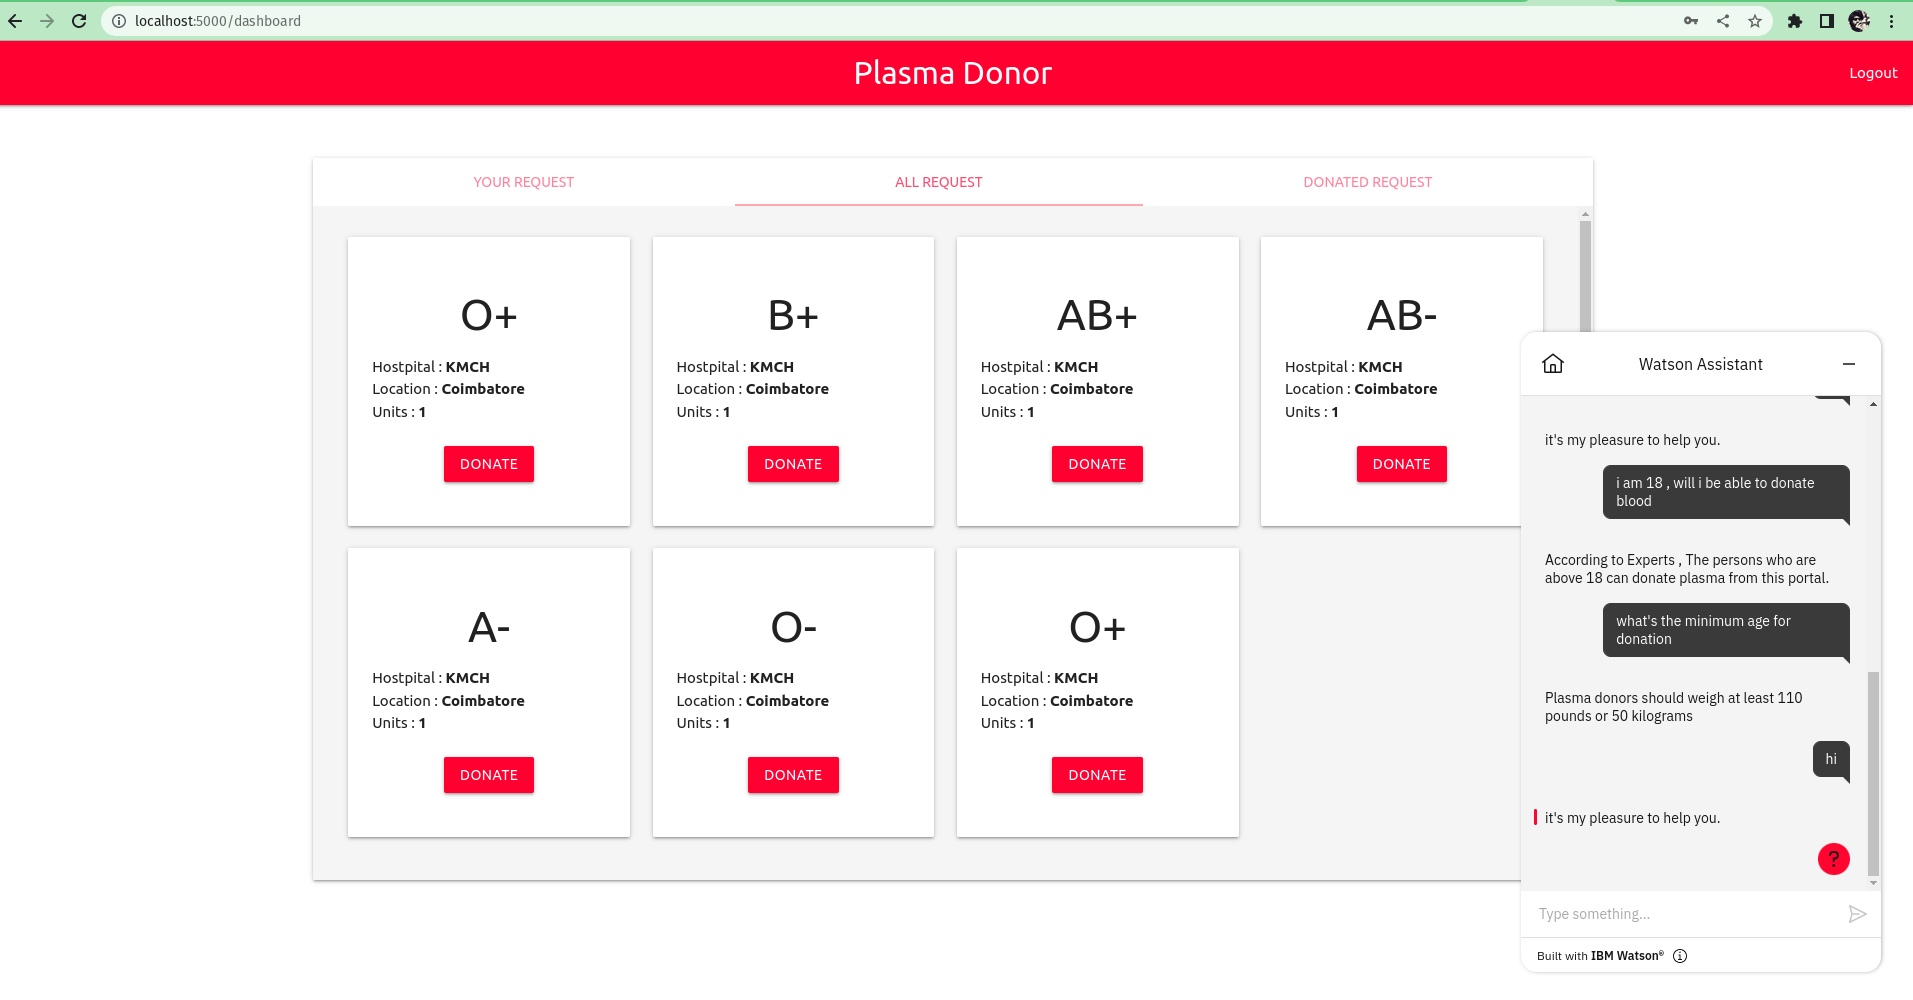 localhost:5000/dashboard
Plasma Donor
Logout
YOUR REQUEST
ALL REQUEST
DONATED REQUEST
O+
Hostpital : KMCH
Location : Coimbatore
Units : 1
DONATE
B+
Hostpital : KMCH
Location : Coimbatore
Units : 1
DONATE
AB+
Hostpital : KMCH
Location : Coimbatore
Units : 1
DONATE
AB-
Hostpital : KMCH
Location : Coimbatore
Units : 1
DONATE
A-
Hostpital : KMCH
Location : Coimbatore
Units : 1
DONATE
O-
Hostpital : KMCH
Location : Coimbatore
Units : 1
DONATE
O+
Hostpital : KMCH
Location : Coimbatore
Units : 1
DONATE
Watson Assistant
it's my pleasure to help you.
i am 18 , will i be able to donate
blood
According to Experts , The persons who are
above 18 can donate plasma from this portal.
what's the minimum age for
donation
Plasma donors should weigh at least 110
pounds or 50 kilograms
hi
it's my pleasure to help you.
?
Type something...
Built with IBM Watson®